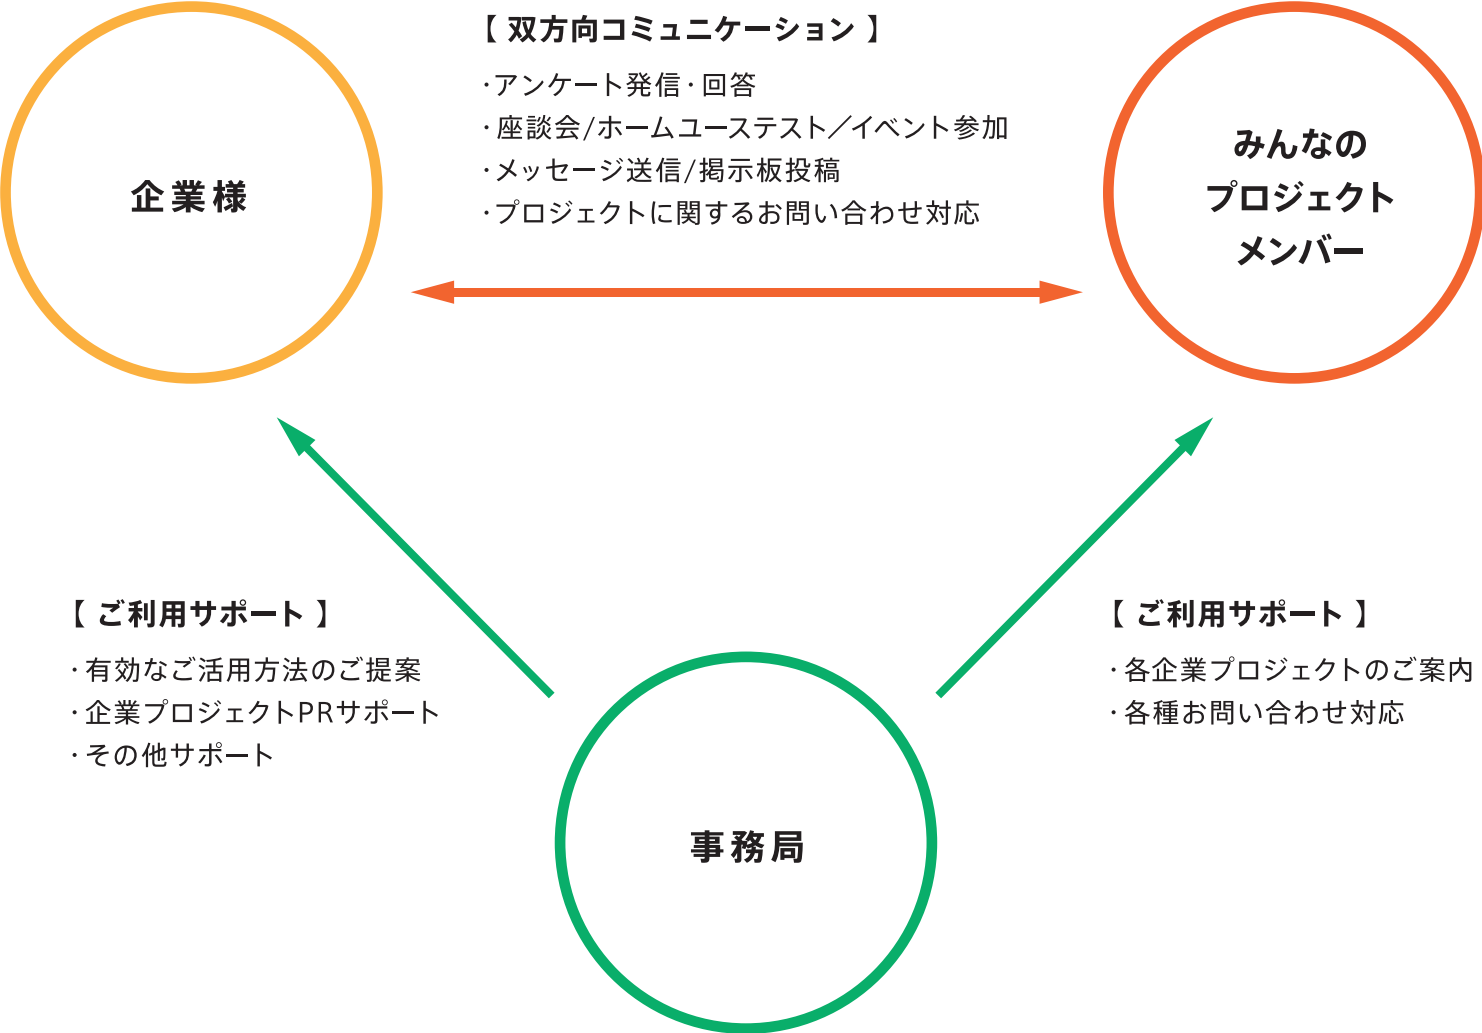 企業様
【 双方向コミュニケーション 】
・アンケート発信・回答
・座談会/ホームユーステスト／イベント参加
・メッセージ送信/掲示板投稿
・プロジェクトに関するお問い合わせ対応
みんなの
プロジェクト
メンバー
【 ご利用サポート 】
・有効なご活用方法のご提案
・企業プロジェクトPRサポート
・その他サポート
【 ご利用サポート 】
・各企業プロジェクトのご案内
・各種お問い合わせ対応
事務局